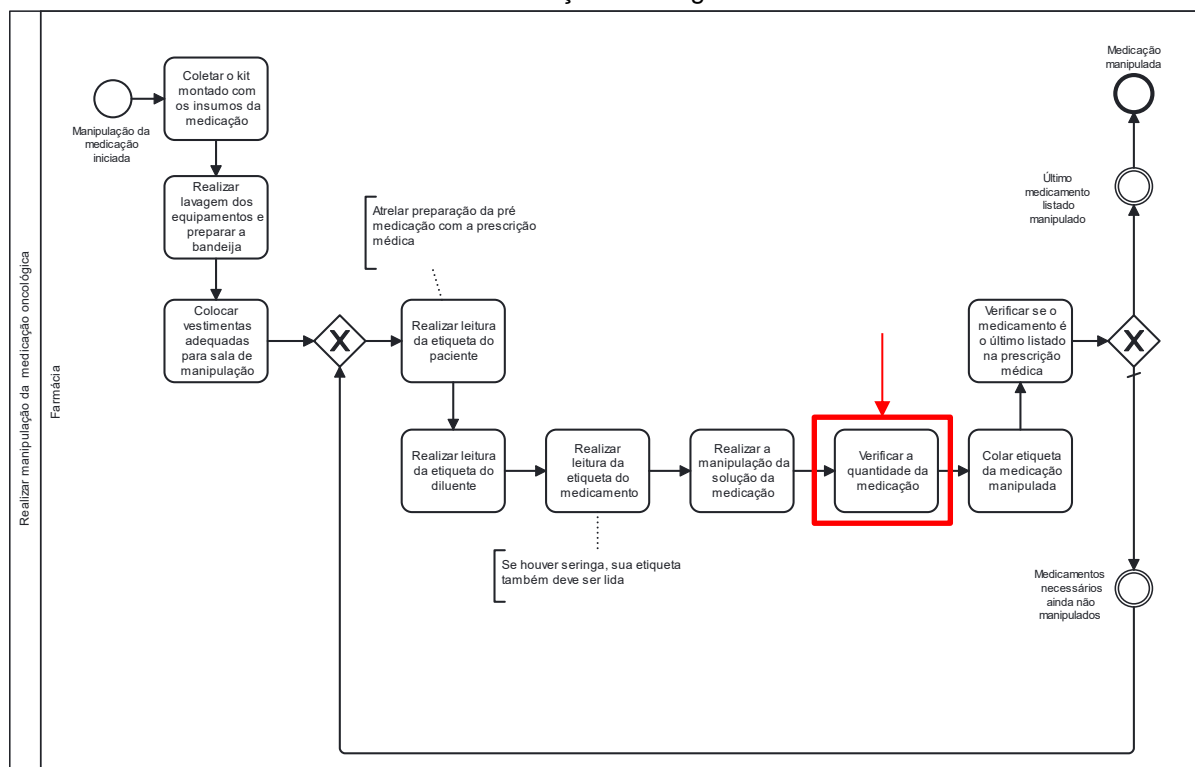 Realizar manipulação da medicação oncológica
Farmácia
Manipulação da
medicação
iniciada
Coletar o kit
montado com
os insumos da
medicação
Realizar
lavagem dos
equipamentos e
preparar a
bandeija
Colocar
vestimentas
adequadas
para sala de
manipulação
Atrelar preparação da pré
medicação com a prescrição
médica
Realizar leitura
da etiqueta do
paciente
Realizar leitura
da etiqueta do
diluente
Realizar
leitura da
etiqueta do
medicamento
Se houver seringa, sua etiqueta
também deve ser lida
Realizar a
manipulação da
solução da
medicação
Verificar a
quantidade da
medicação
Colar etiqueta
da medicação
manipulada
Verificar se o
medicamento é
o último listado
na prescrição
médica
Último
medicamento
listado
manipulado
Medicação
manipulada
Medicamentos
necessários
ainda não
manipulados